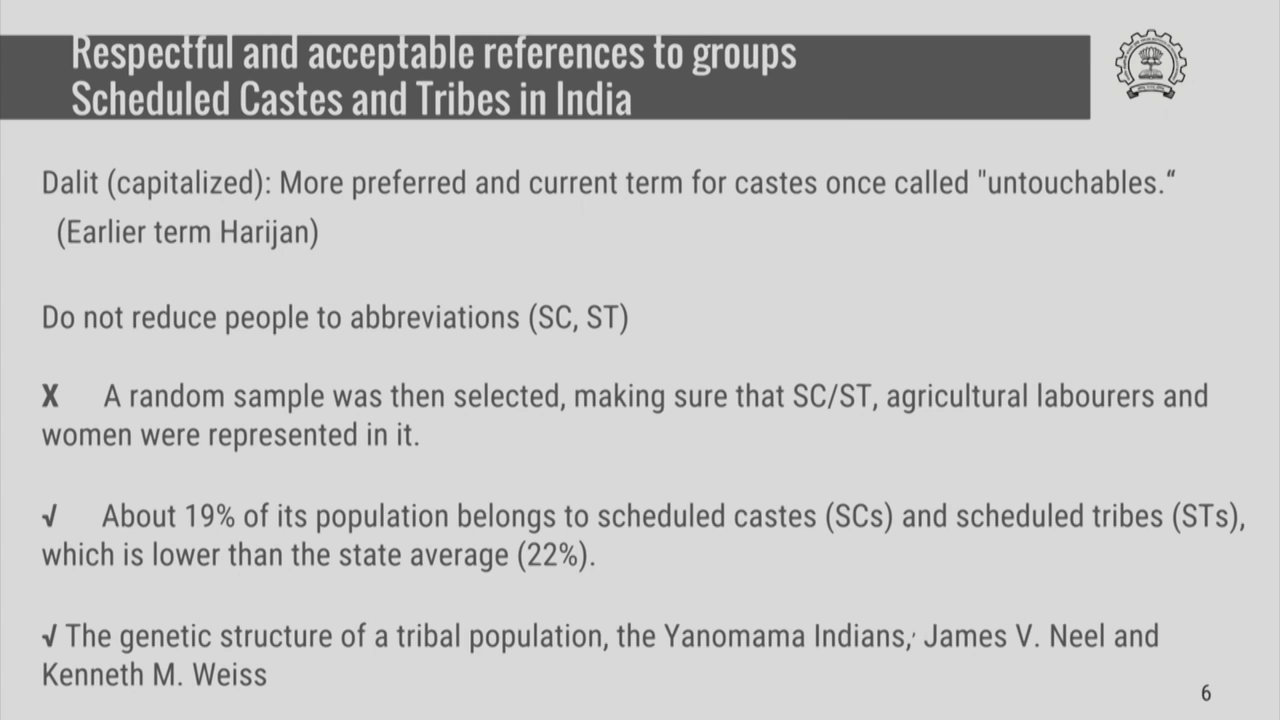 Respectful and acceptable references to groups
Scheduled Castes and Tribes in India
Dalit (capitalized): More preferred and current term for castes once called "untouchables.“
(Earlier term Harijan)
Do not reduce people to abbreviations (SC, ST)
X A random sample was then selected, making sure that SC/ST, agricultural labourers and
women were represented in it.
√ About 19% of its population belongs to scheduled castes (SCs) and scheduled tribes (STs),
which is lower than the state average (22%).
√ The genetic structure of a tribal population, the Yanomama Indians,· James V. Neel and
Kenneth M. Weiss
6